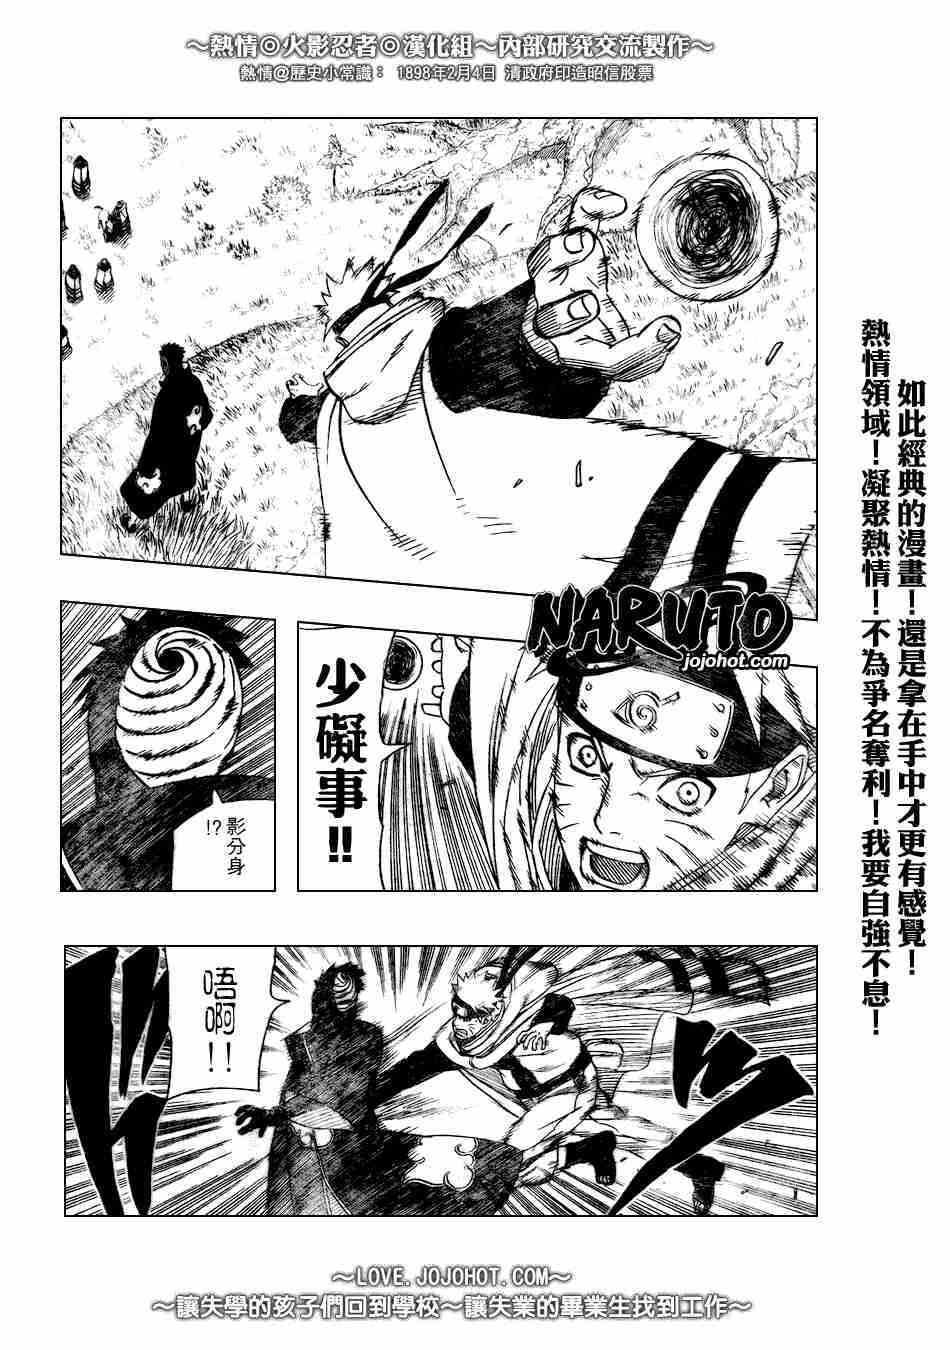 ～熱情◎火影忍者◎漢化組～內部研究交流製作～
熱情@歷史小常識： 1898年2月4日 清政府印造昭信股票
如此經典的漫畫！還是拿在手中才更有感覺！
熱情領域！凝聚熱情！不為爭名奪利！我要自強不息！
NARUTO
jojohot.com
少礙事!!
影分身
!?
唔啊!!
～LOVE.JOJOHOT.COM～
～讓失學的孩子們回到學校～讓失業的畢業生找到工作～